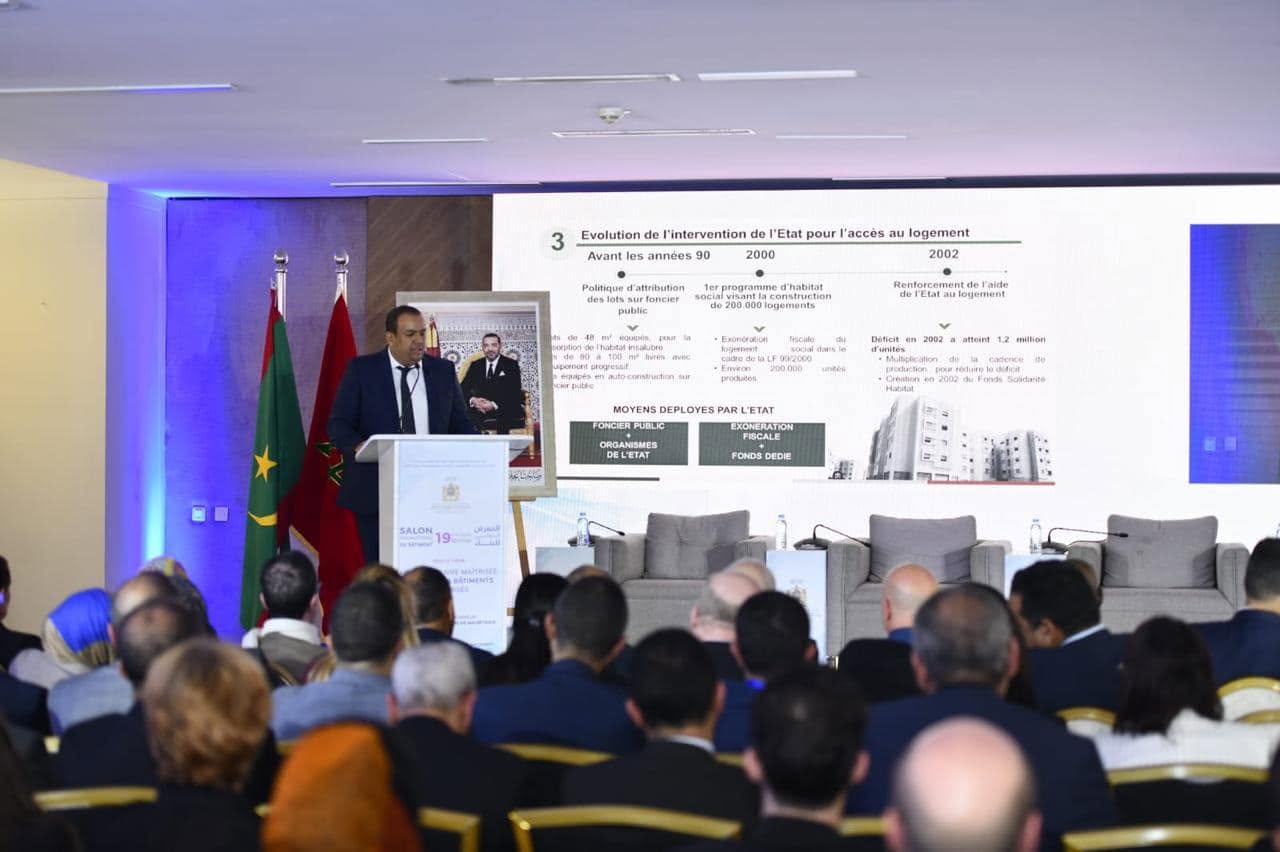 3 Evolution de l'intervention de l'Etat pour l'accès au logement
Avant les années 90
2000
2002
Politique d'attribution
des lots sur foncier
public
1er programme d'habitat
social visant la construction
de 200.000 logements
Renforcement de l'aide
de l'Etat au logement
de 48 m² équipés, pour la
de l'habitat insalubre
de 80 à 100 m² livrés avec
progressif
équipés en auto-construction sur
public
• Exonération fiscale du
logement social dans le
cadre de la LF 99/2000
• Environ 200.000 unités
produites
Déficit en 2002 a atteint 1,2 million
d'unités
• Multiplication de la cadence de
production pour réduire le déficit
• Création en 2002 du Fonds Solidarité
Habitat
MOYENS DEPLOYES PAR L'ETAT
FONCIER PUBLIC
+
ORGANISMES
DE L'ETAT
EXONERATION
FISCALE
+
FONDS DEDIE
SALON
DU BÂTIMENT
19
المعرض
للبناء
MAÎTRISÉE
BÂTIMENTS